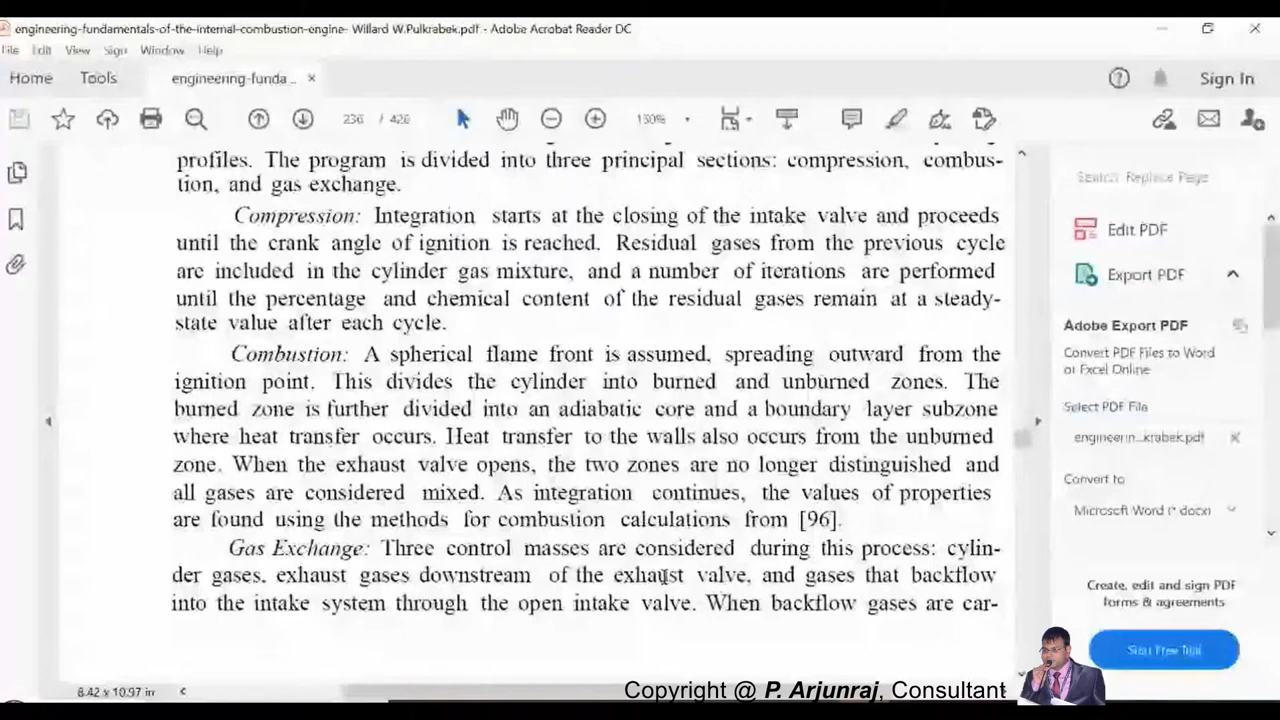 engineering-fundamentals-of-the-internal-combustion-engine- Willard W.Pulkrabek.pdf - Adobe Acrobat Reader DC
File Edit View Sign Window Help
Home Tools engineering-funda ... ×
Sign In
236 / 426
150%
profiles. The program is divided into three principal sections: compression, combus-
tion, and gas exchange.
Compression: Integration starts at the closing of the intake valve and proceeds
until the crank angle of ignition is reached. Residual gases from the previous cycle
are included in the cylinder gas mixture, and a number of iterations are performed
until the percentage and chemical content of the residual gases remain at a steady-
state value after each cycle.
Combustion: A spherical flame front is assumed, spreading outward from the
ignition point. This divides the cylinder into burned and unburned zones. The
burned zone is further divided into an adiabatic core and a boundary layer subzone
where heat transfer occurs. Heat transfer to the walls also occurs from the unburned
zone. When the exhaust valve opens, the two zones are no longer distinguished and
all gases are considered mixed. As integration continues, the values of properties
are found using the methods for combustion calculations from [96].
Gas Exchange: Three control masses are considered during this process: cylin-
der gases, exhaust gases downstream of the exhaust valve, and gases that backflow
into the intake system through the open intake valve. When backflow gases are car-
8.42 x 10.97 in
Search 'Replace Page'
Edit PDF
Export PDF
Adobe Export PDF
Convert PDF Files to Word
or Excel Online
Select PDF File
engineerin...krabek.pdf
Convert to
Microsoft Word (*.docx)
Create, edit and sign PDF
forms & agreements
Start Free Trial
Copyright @ P. Arjunraj, Consultant